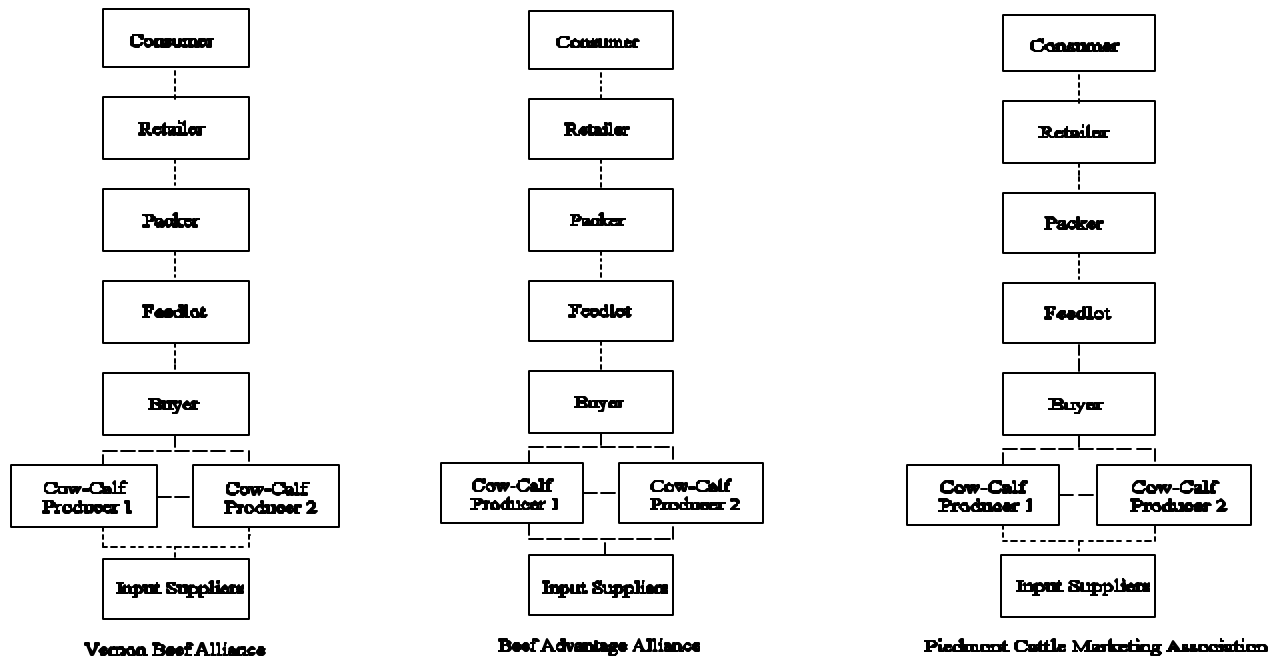 Consumer
Retailer
Packer
Feedlot
Buyer
Cow-Calf
Producer 1
Cow-Calf
Producer 2
Input Suppliers
Vernon Beef Alliance
Consumer
Retailer
Packer
Feedlot
Buyer
Cow-Calf
Producer 1
Cow-Calf
Producer 2
Input Suppliers
Beef Advantage Alliance
Consumer
Retailer
Packer
Feedlot
Buyer
Cow-Calf
Producer 1
Cow-Calf
Producer 2
Input Suppliers
Piedmont Cattle Marketing Association